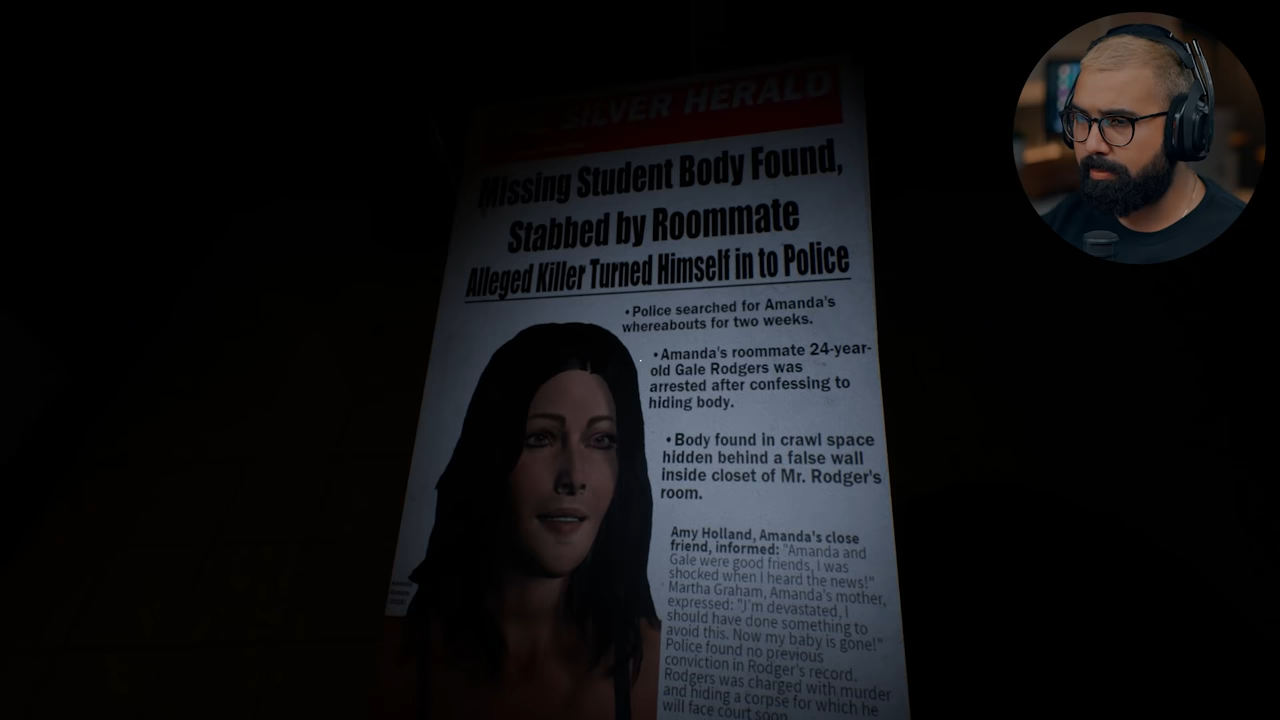 SILVER HERALD
Missing Student Body Found,
Stabbed by Roommate
Alleged Killer Turned Himself in to Police
•Police searched for Amanda's
whereabouts for two weeks.
•Amanda's roommate 24-year-
old Gale Rodgers was
arrested after confessing to
hiding body.
•Body found in crawl space
hidden behind a false wall
inside closet of Mr. Rodger's
room.
Amy Holland, Amanda's close
friend, informed: "Amanda and
Gale were good friends, I was
shocked when I heard the news!"
Martha Graham, Amanda's mother,
expressed: "I'm devastated, I
should have done something to
avoid this. Now my baby is gone!"
Police found no previous
conviction in Rodger's record.
Rodgers was charged with murder
and hiding a corpse for which he
will face court soon.